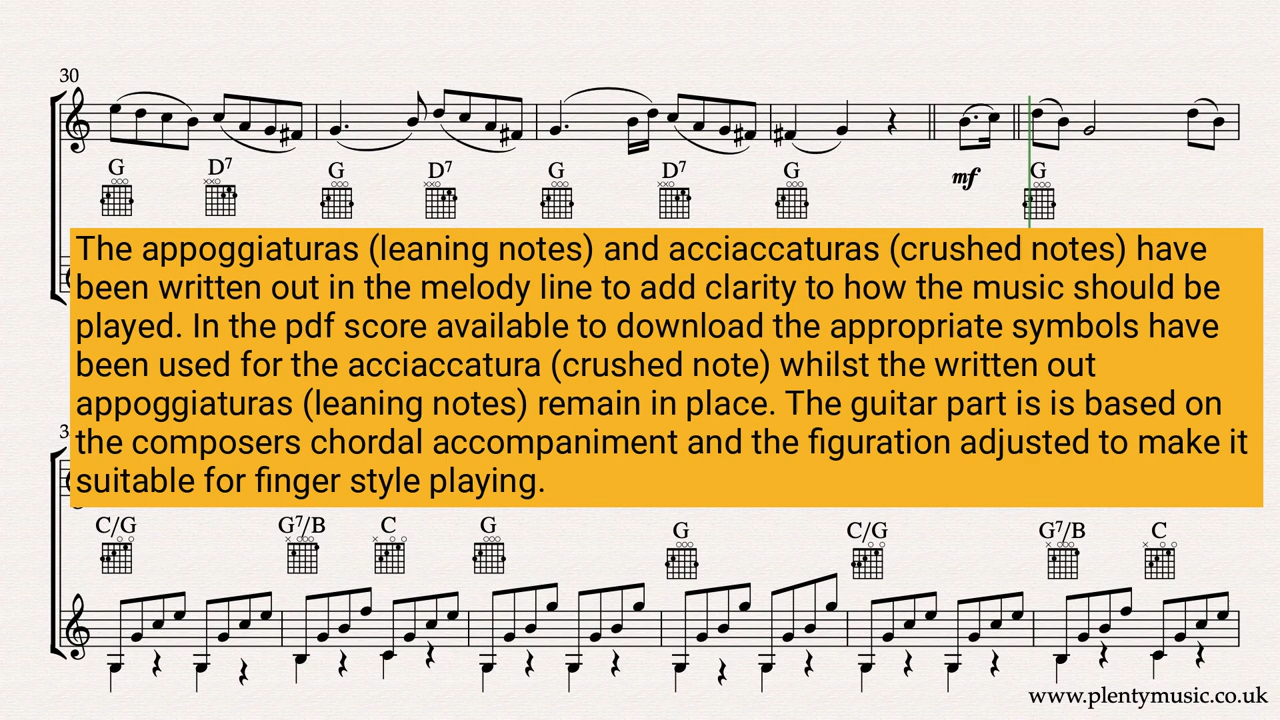 30
G D7 G D7 G D7 G mf G
The appoggiaturas (leaning notes) and acciaccaturas (crushed notes) have
been written out in the melody line to add clarity to how the music should be
played. In the pdf score available to download the appropriate symbols have
been used for the acciaccatura (crushed note) whilst the written out
appoggiaturas (leaning notes) remain in place. The guitar part is is based on
the composers chordal accompaniment and the figuration adjusted to make it
suitable for finger style playing.
C/G G7/B C G G C/G G7/B C
www.plentymusic.co.uk